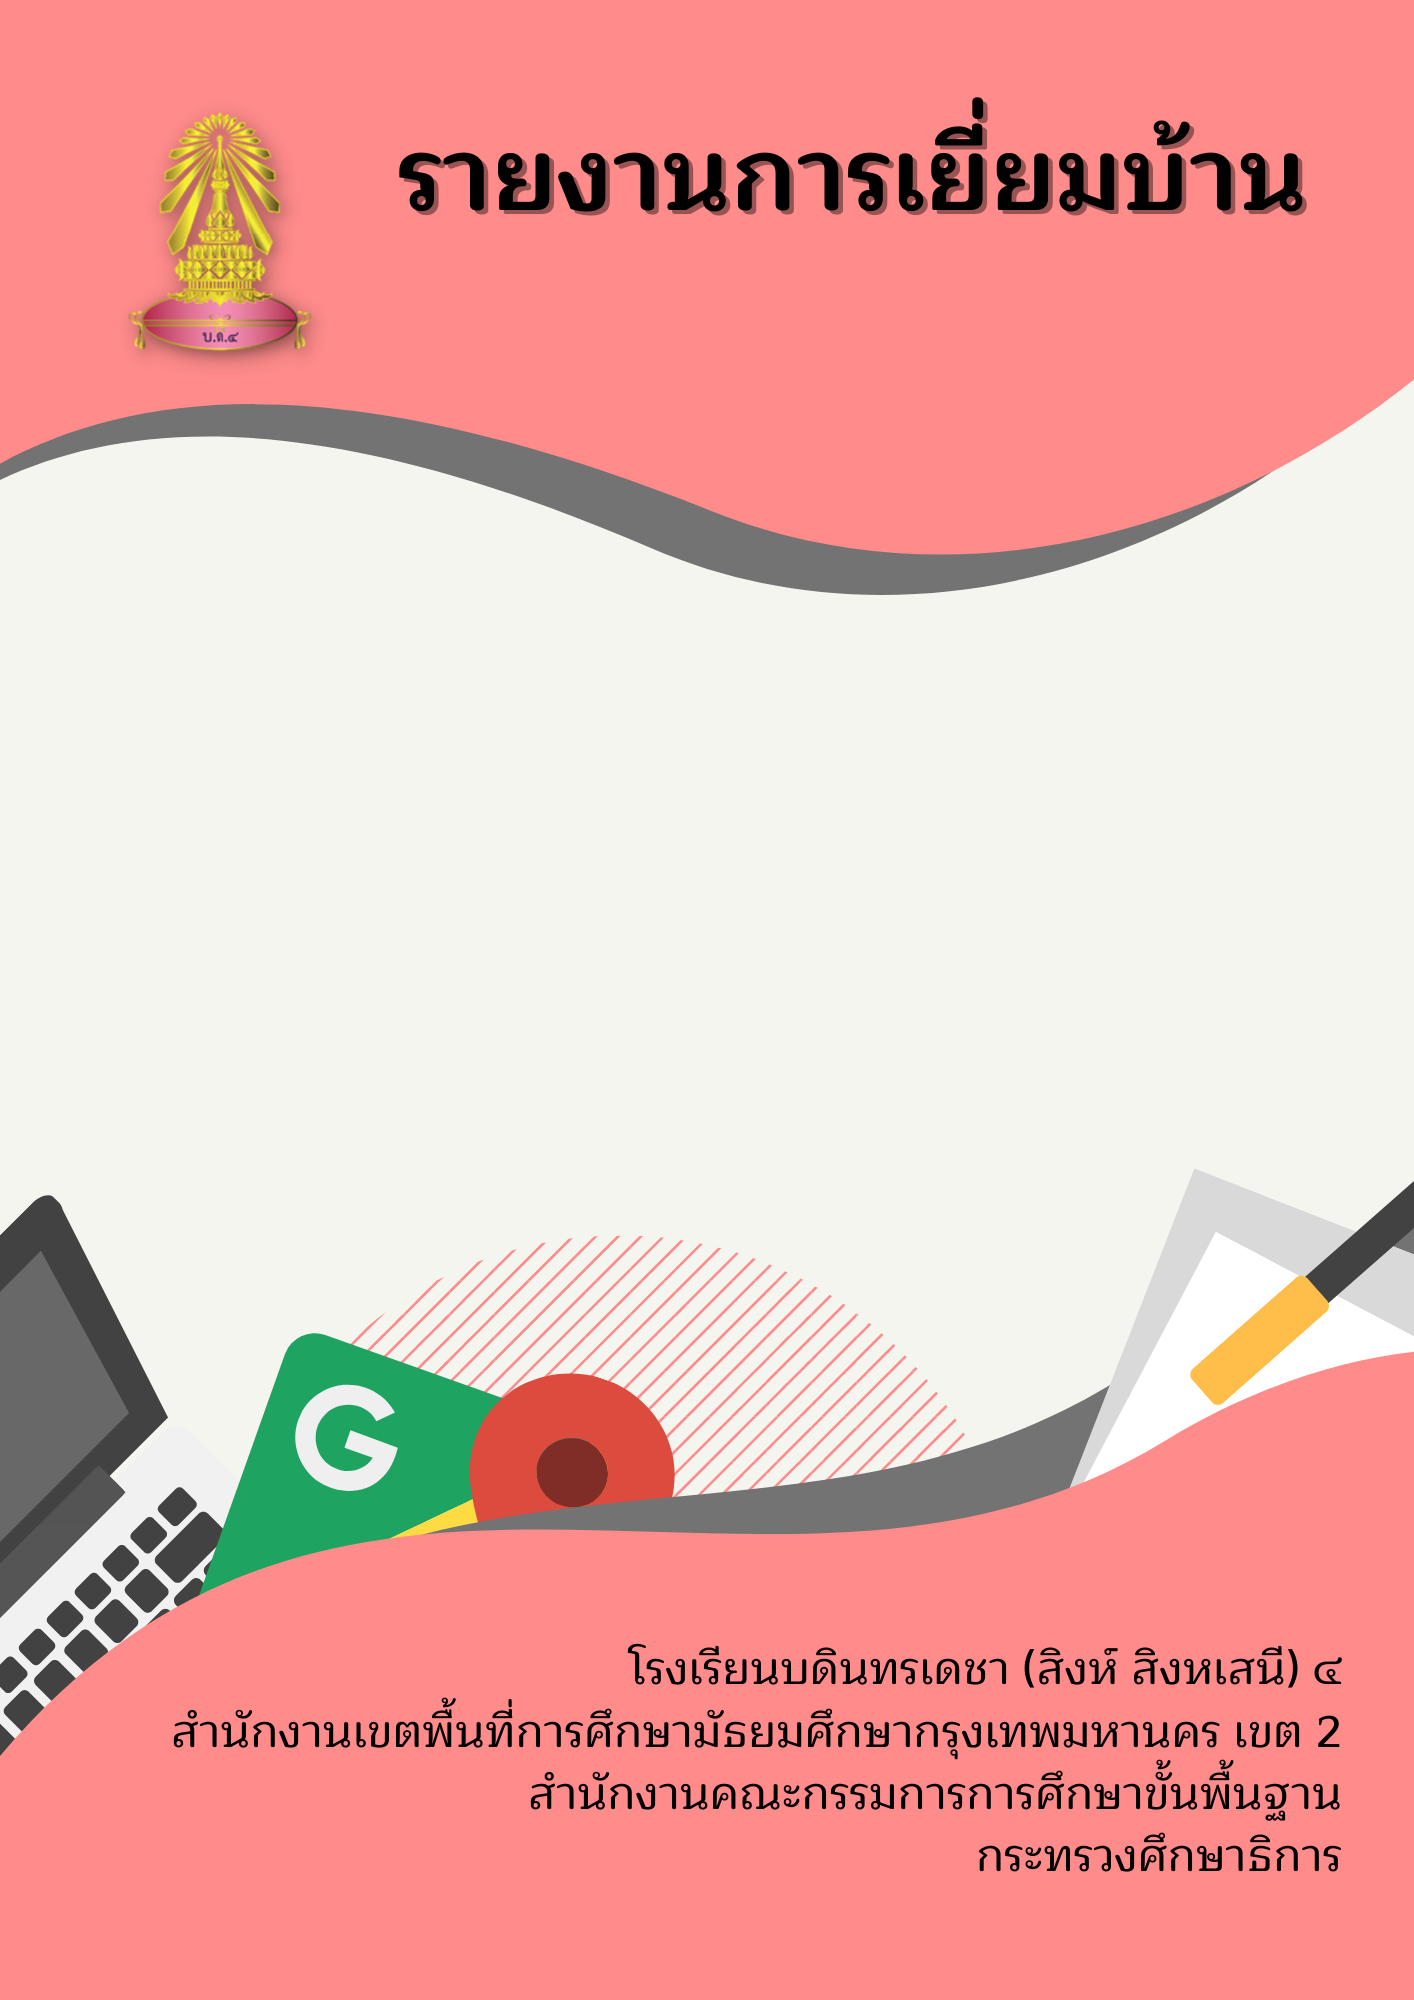 รายงานการเยี่ยมบ้าน
บ.ด.๔
G
โรงเรียนบดินทรเดชา (สิงห์ สิงหเสนี) ๔
สำนักงานเขตพื้นที่การศึกษามัธยมศึกษากรุงเทพมหานคร เขต 2
สำนักงานคณะกรรมการการศึกษาขั้นพื้นฐาน
กระทรวงศึกษาธิการ